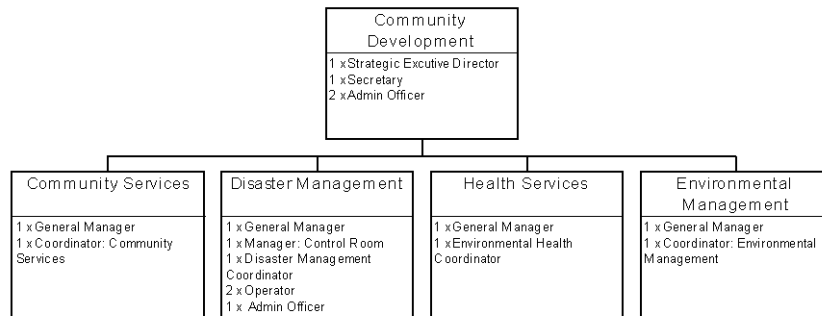 Community
Development
1 x Strategic Excutive Director
1 x Secretary
2 x Admin Officer
Community Services
1 x General Manager
1 x Coordinator: Community
Services
Disaster Management
1 x General Manager
1 x Manager: Control Room
1 x Disaster Management
Coordinator
2 x Operator
1 x Admin Officer
Health Services
1 x General Manager
1 x Environmental Health
Coordinator
Environmental
Management
1 x General Manager
1 x Coordinator: Environmental
Management